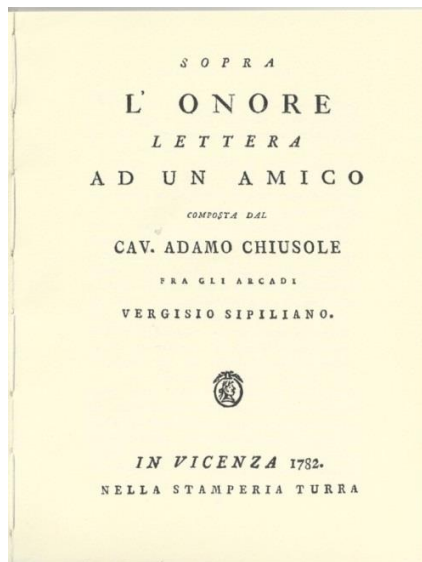 SOPRA
L' ONORE
LETTERA
AD UN AMICO
COMPOSTA DAL
CAV. ADAMO CHIUSOLE
FRA GLI ARCADI
VERGISIO SIPILIANO.
IN VICENZA 1782.
NELLA STAMPERIA TURRA